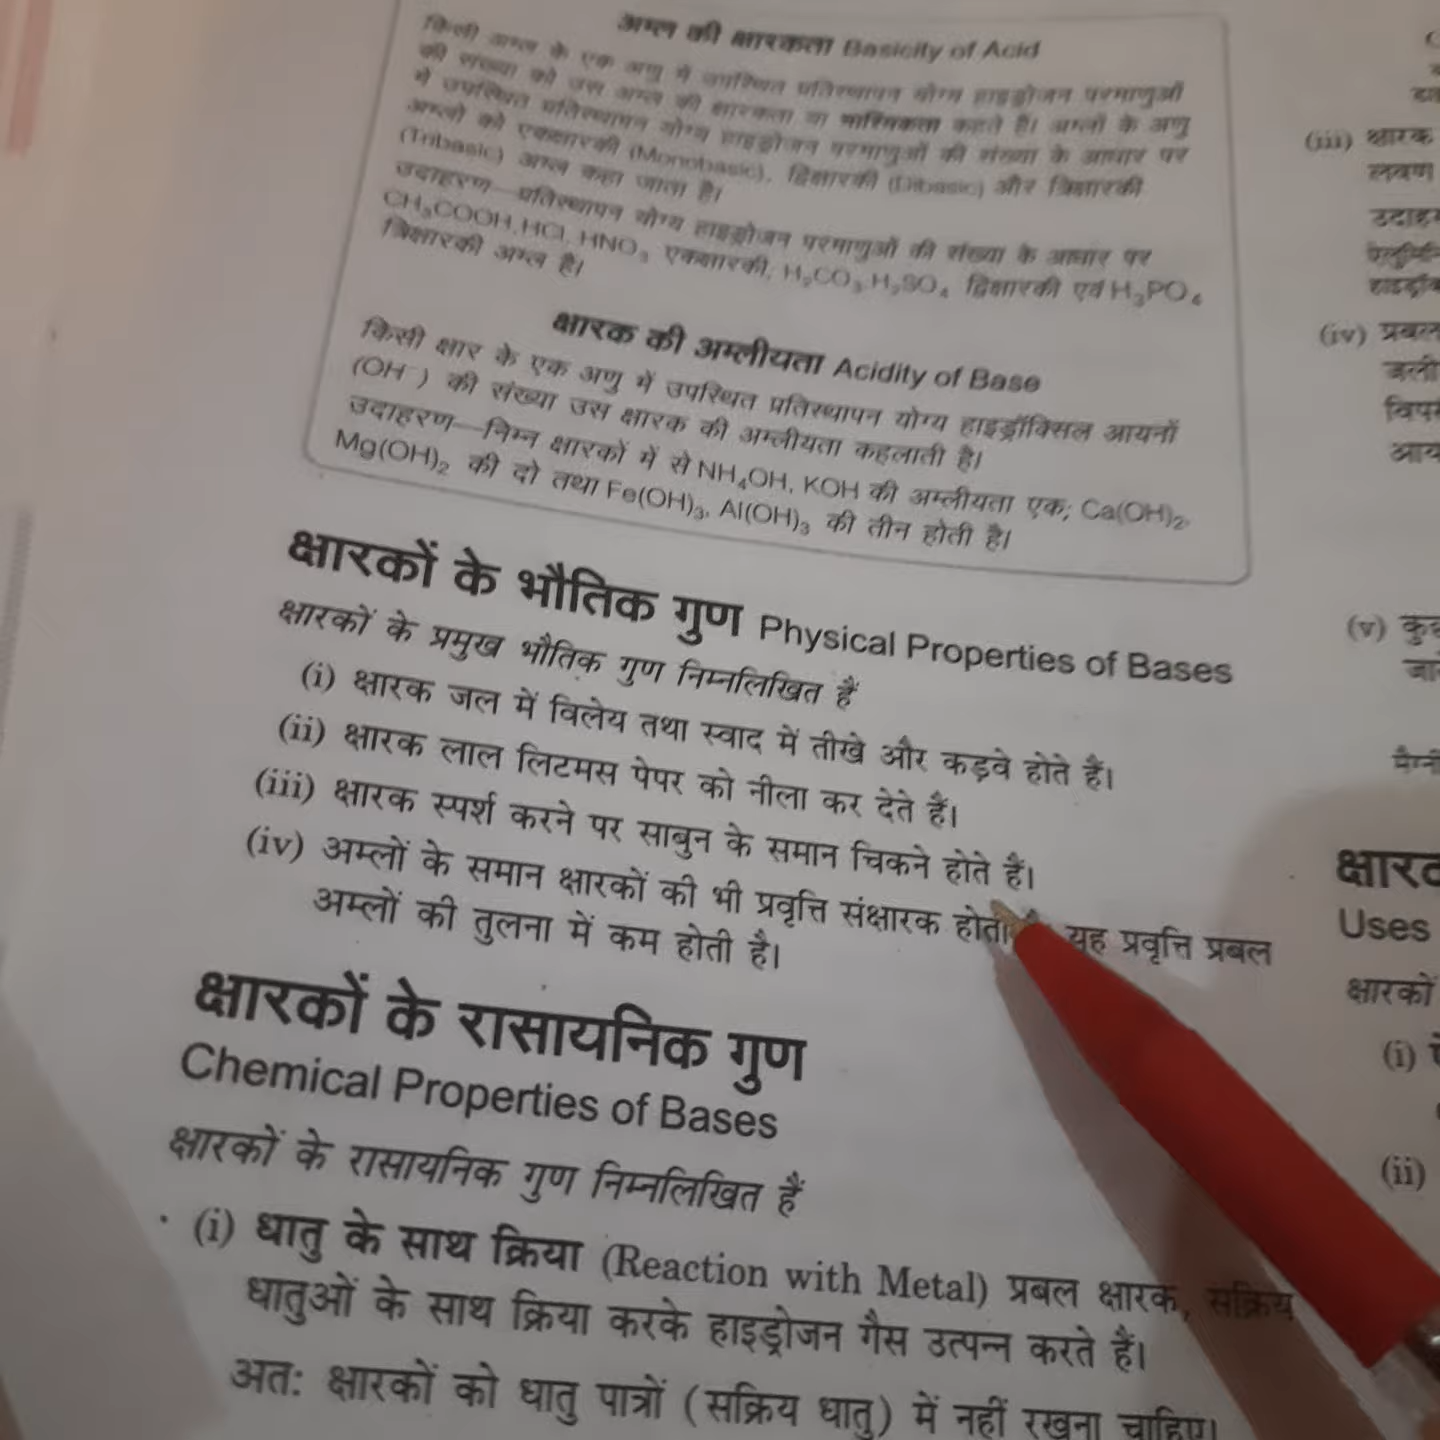 अम्ल की क्षारकता Basicity of Acid
किसी अम्ल के एक अणु में उपस्थित प्रतिस्थापन योग्य हाइड्रोजन परमाणुओं
की संख्या को उस अम्ल की क्षारकता या भास्मिकता कहते हैं। अम्लों के अणु
में उपस्थित प्रतिस्थापन योग्य हाइड्रोजन परमाणुओं की संख्या के आधार पर
अम्लों को एकक्षारकी (Monobasic), द्विक्षारकी (Dibasic) और त्रिक्षारकी
(Tribasic) अम्ल कहा जाता है।
उदाहरण—प्रतिस्थापन योग्य हाइड्रोजन परमाणुओं की संख्या के आधार पर
CH₃COOH, HCl, HNO₃ एकक्षारकी, H₂CO₃ H₂SO₄ द्विक्षारकी एवं H₃PO₄
त्रिक्षारकी अम्ल है।
क्षारक की अम्लीयता Acidity of Base
किसी क्षार के एक अणु में उपस्थित प्रतिस्थापन योग्य हाइड्रॉक्सिल आयनों
(OH⁻) की संख्या उस क्षारक की अम्लीयता कहलाती है।
उदाहरण—निम्न क्षारकों में से NH₄OH, KOH की अम्लीयता एक; Ca(OH)₂,
Mg(OH)₂ की दो तथा Fe(OH)₃, Al(OH)₃ की तीन होती है।
क्षारकों के भौतिक गुण Physical Properties of Bases
क्षारकों के प्रमुख भौतिक गुण निम्नलिखित हैं
(i) क्षारक जल में विलेय तथा स्वाद में तीखे और कड़वे होते हैं।
(ii) क्षारक लाल लिटमस पेपर को नीला कर देते हैं।
(iii) क्षारक स्पर्श करने पर साबुन के समान चिकने होते हैं।
(iv) अम्लों के समान क्षारकों की भी प्रवृत्ति संक्षारक होती यह प्रवृत्ति प्रबल
अम्लों की तुलना में कम होती है।
क्षारकों के रासायनिक गुण
Chemical Properties of Bases
क्षारकों के रासायनिक गुण निम्नलिखित हैं
(i) धातु के साथ क्रिया (Reaction with Metal) प्रबल क्षारक, सक्रिय
धातुओं के साथ क्रिया करके हाइड्रोजन गैस उत्पन्न करते हैं।
अतः क्षारकों को धातु पात्रों (सक्रिय धातु) में नहीं रखना चाहिए।
(iii) क्षारक
लवण
(iv) प्रबल
(v)
Uses
क्षारकों
(i)
(ii)